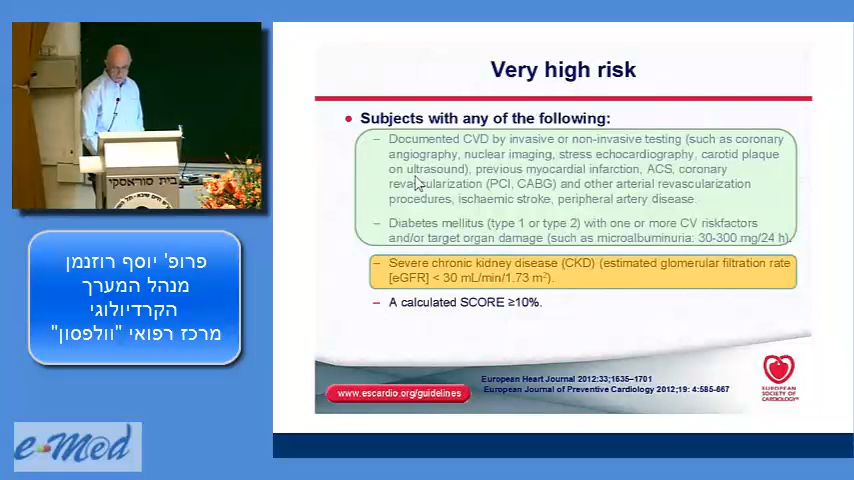 Very high risk
Subjects with any of the following:
– Documented CVD by invasive or non-invasive testing (such as coronary
angiography, nuclear imaging, stress echocardiography, carotid plaque
on ultrasound), previous myocardial infarction, ACS, coronary
revascularization (PCI, CABG) and other arterial revascularization
procedures, ischaemic stroke, peripheral artery disease.
– Diabetes mellitus (type 1 or type 2) with one or more CV riskfactors
and/or target organ damage (such as microalbuminuria: 30-300 mg/24 h).
– Severe chronic kidney disease (CKD) (estimated glomerular filtration rate
[eGFR] < 30 mL/min/1.73 m²).
– A calculated SCORE ≥10%.
European Heart Journal 2012:33;1635–1701
European Journal of Preventive Cardiology 2012;19: 4:585-667
www.escardio.org/guidelines
EUROPEAN
SOCIETY OF
CARDIOLOGY®
בית סוראסקי
פרופ' יוסף רוזנמן
מנהל המערך
הקרדיולוגי
מרכז רפואי "וולפסון"
e-Med